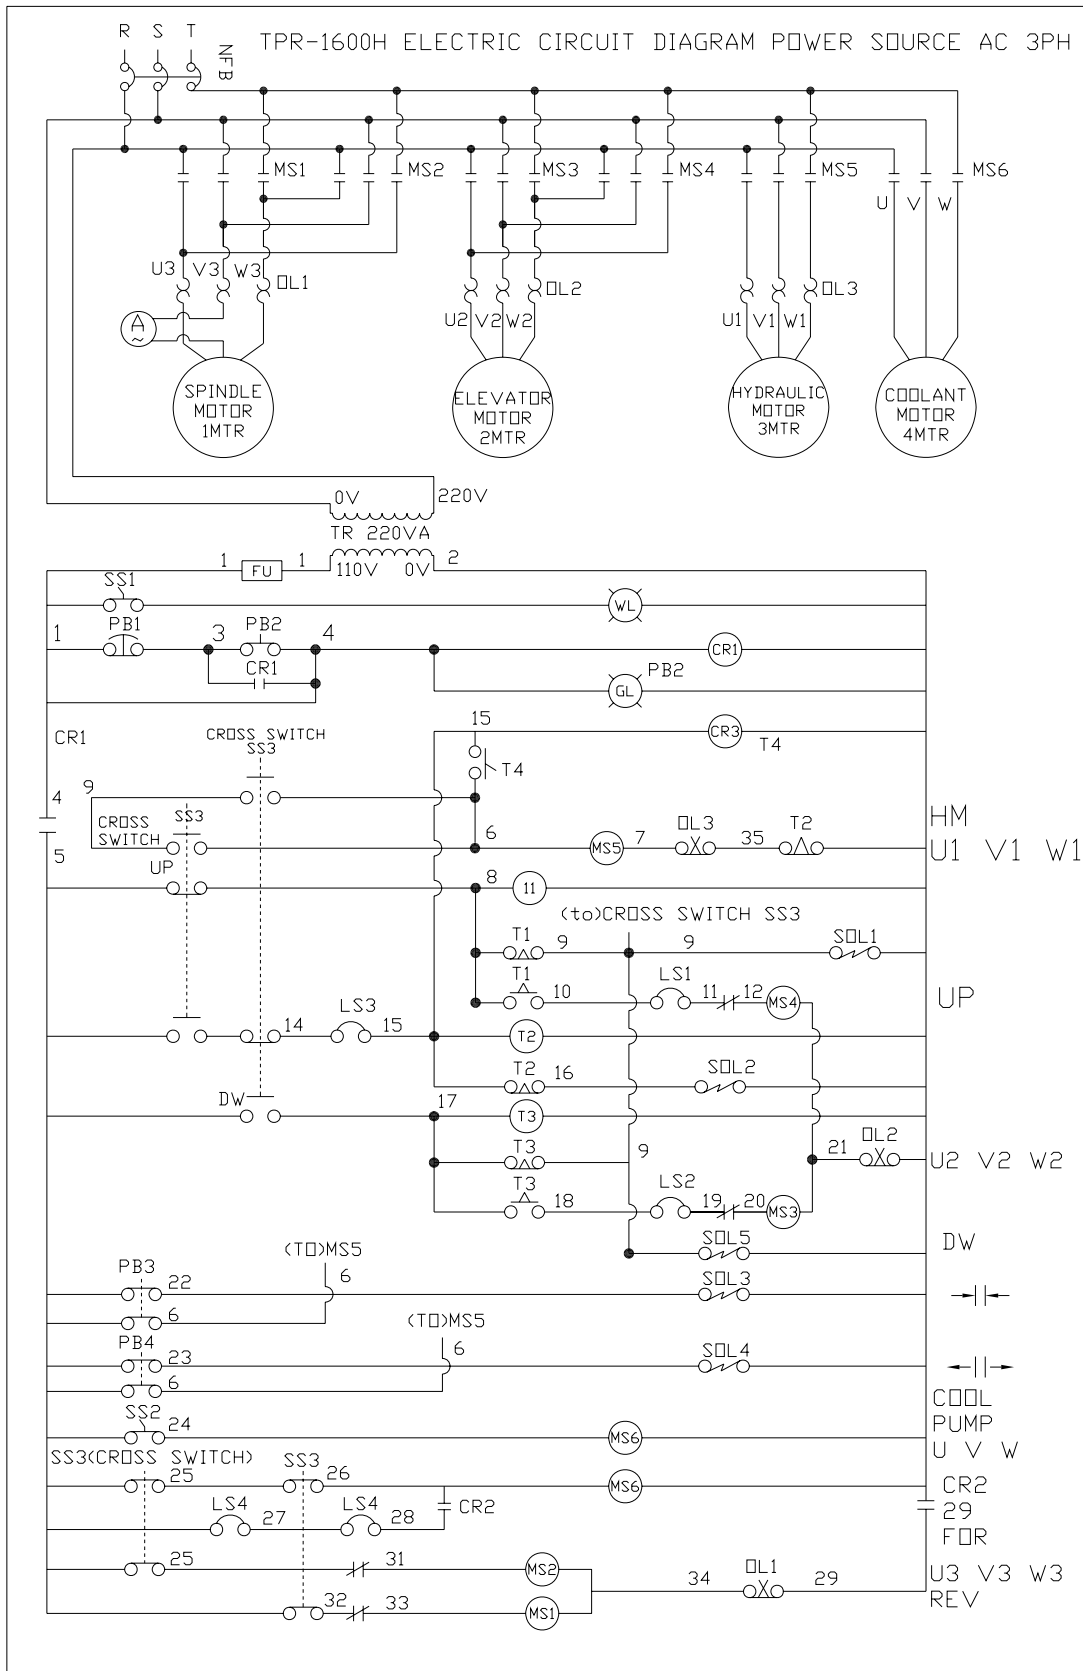 R S T
NFB
TPR-1600H ELECTRIC CIRCUIT DIAGRAM POWER SOURCE AC 3PH
MS1 MS2 MS3 MS4 MS5 MS6
U V W
U3 V3 W3 OL1
OL2
OL3
U2 V2 W2
U1 V1 W1
A
~
SPINDLE
MOTOR
1MTR
ELEVATOR
MOTOR
2MTR
HYDRAULIC
MOTOR
3MTR
COOLANT
MOTOR
4MTR
0V 220V
TR 220VA
1 FU 1 110V 0V 2
SS1
WL
1 PB1 3 PB2 4
CR1
CR1
PB2
GL
CR1
CROSS SWITCH
SS3
15
CR3
T4
T4
9
4
CROSS
SWITCH
SS3
6
MS5 7 OL3 35 T2
HM
U1 V1 W1
5
UP
8 11
(to)CROSS SWITCH SS3
T1 9 9 SOL1
T1 10 LS1 11 12 MS4
UP
14 LS3 15 T2
T2 16 SOL2
DW
17 T3
T3 9
21 OL2
U2 V2 W2
T3 18 LS2 19 20 MS3
SOL5
DW
(TO)MS5
PB3 22 6 SOL3
6
(TO)MS5
PB4 23 6 SOL4
6
COOL
PUMP
U V W
SS2 24 MS6
SS3(CROSS SWITCH) SS3
25 26 MS6
CR2
29
FOR
LS4 27 LS4 28 CR2
25 31 MS2
34 OL1 29
U3 V3 W3
REV
32 33 MS1